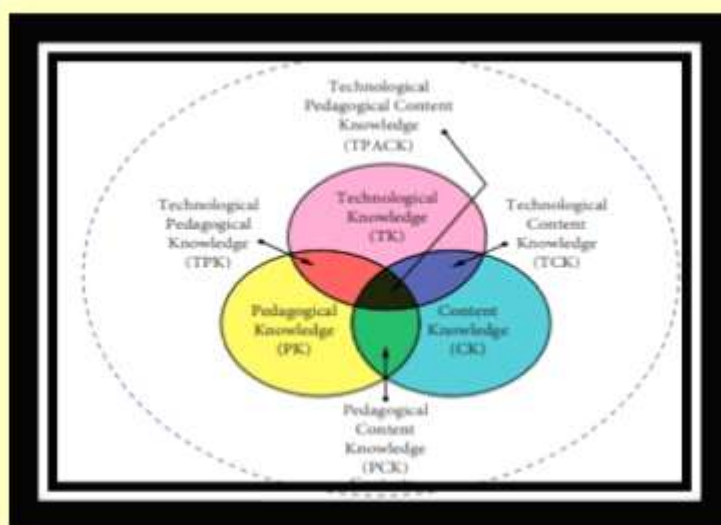 Technological
Pedagogical Content
Knowledge
(TPACK)
Technological
Knowledge
(TK)
Technological
Pedagogical
Knowledge
(TPK)
Technological
Content
Knowledge
(TCK)
Pedagogical
Knowledge
(PK)
Content
Knowledge
(CK)
Pedagogical
Content
Knowledge
(PCK)